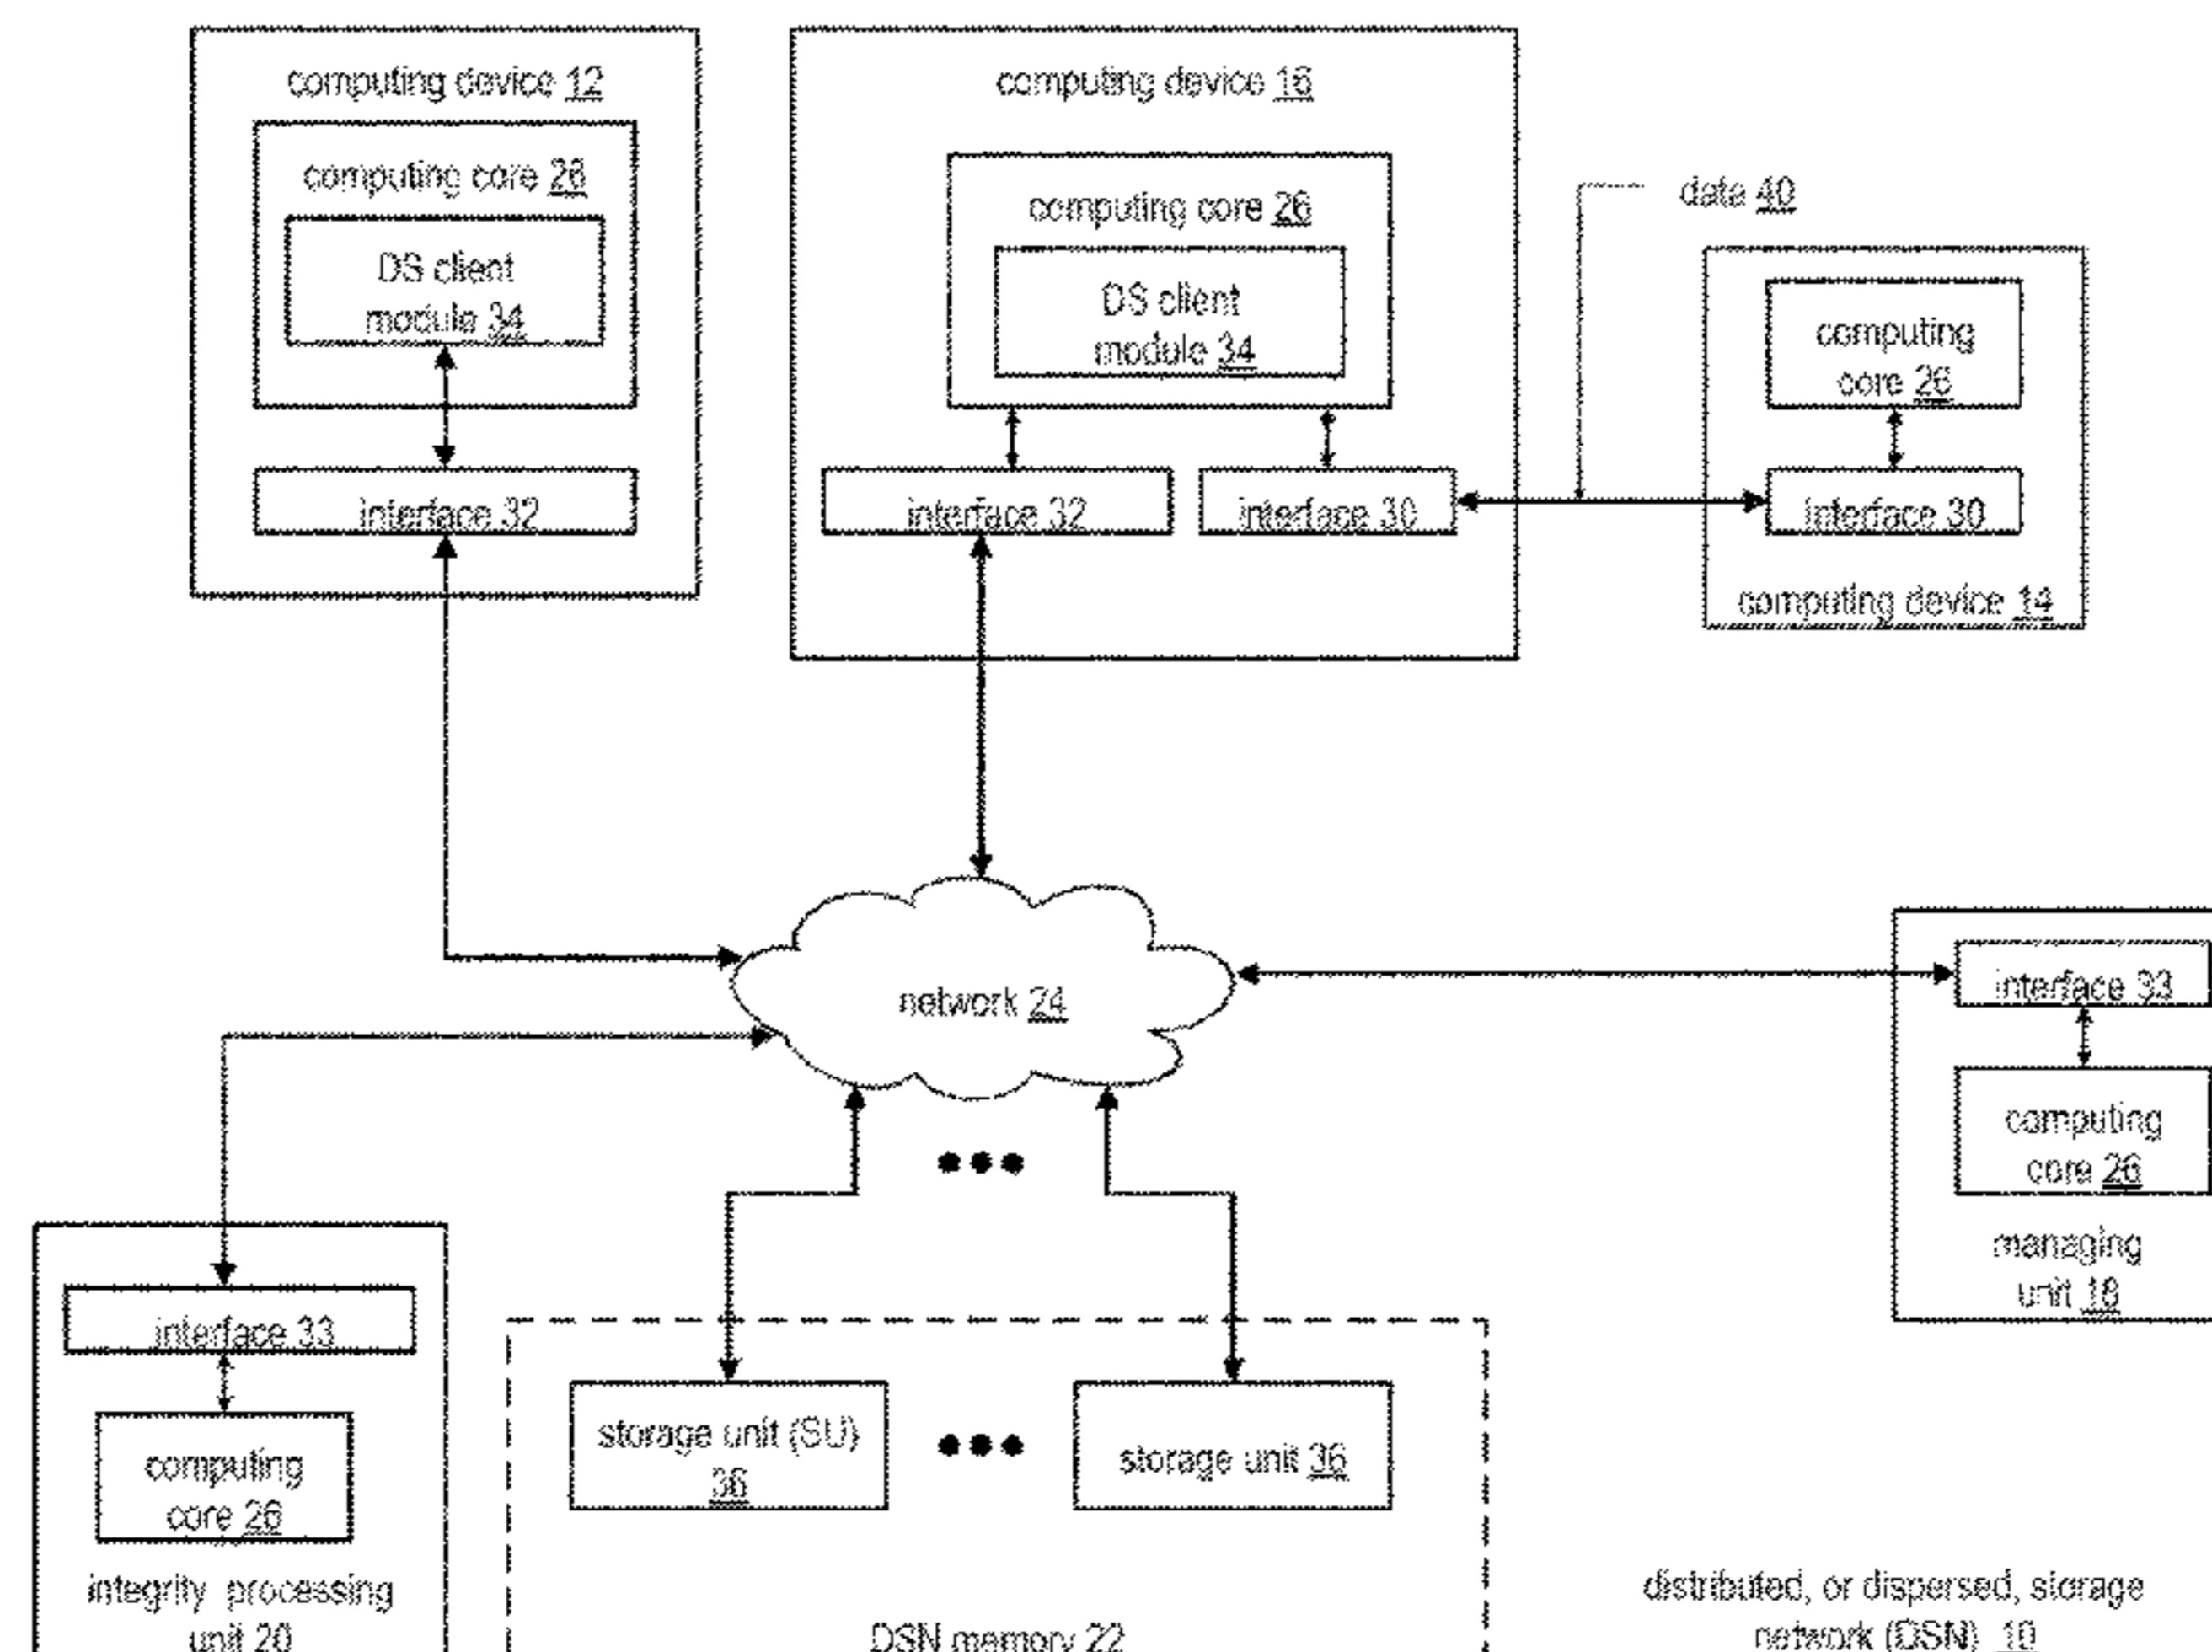 computing device 12
computing core 26
DS client
module 34
interface 32
computing device 16
computing core 26
DS client
module 34
interface 32
interface 30
data 40
computing
core 26
interface 30
computing device 14
network 24
interface 33
computing
core 26
managing
unit 18
interface 33
computing
core 26
integrity processing
unit 20
storage unit (SU)
36
storage unit 36
DSN memory 22
distributed, or dispersed, storage
network (DSN) 10